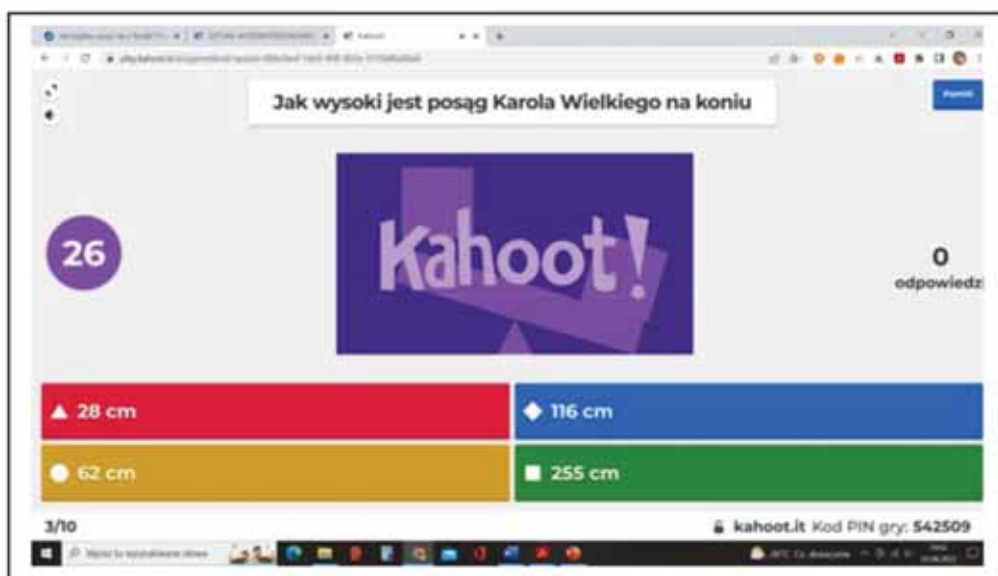 Jak wysoki jest posąg Karola Wielkiego na koniu
26
Kahoot!
0
odpowiedzi
28 cm
116 cm
62 cm
255 cm
3/10
kahoot.it Kod PIN gry: 542509